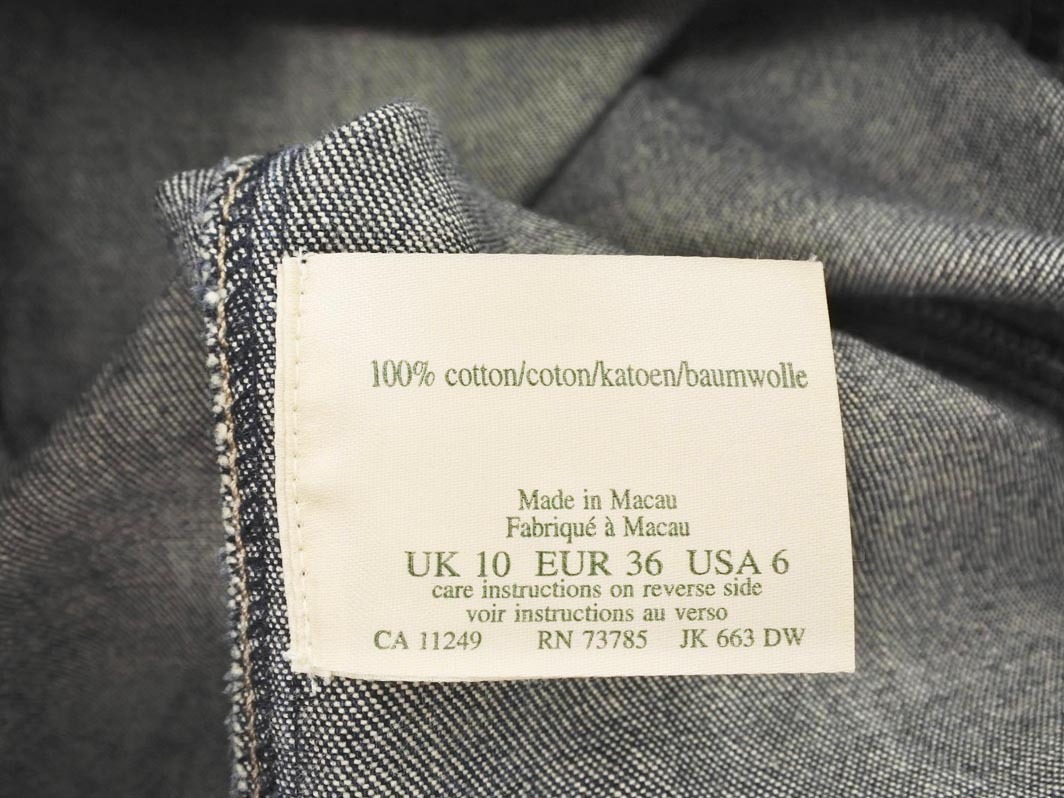 100% cotton/coton/katoen/baumwolle
Made in Macau
Fabriqué à Macau
UK 10 EUR 36 USA 6
care instructions on reverse side
voir instructions au verso
CA 11249 RN 73785 JK 663 DW